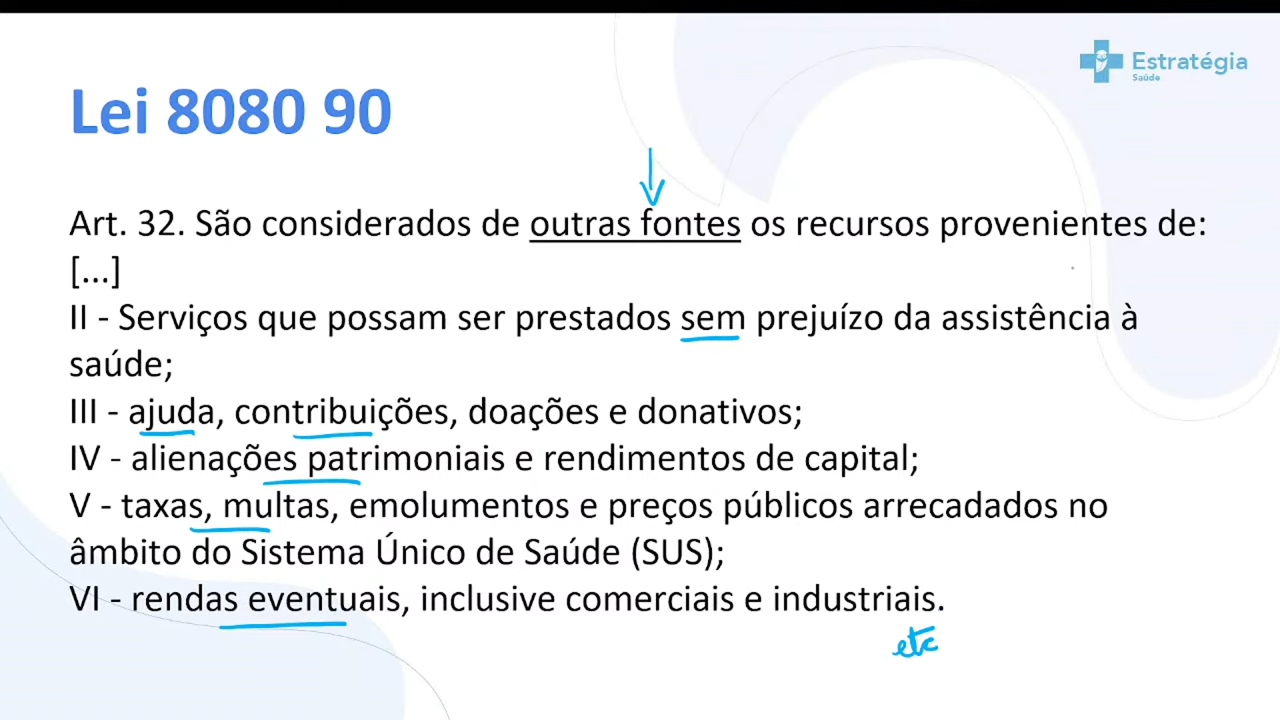 Estratégia
Saúde
Lei 8080 90
Art. 32. São considerados de outras fontes os recursos provenientes de:
[...]
II - Serviços que possam ser prestados sem prejuízo da assistência à
saúde;
III - ajuda, contribuições, doações e donativos;
IV - alienações patrimoniais e rendimentos de capital;
V - taxas, multas, emolumentos e preços públicos arrecadados no
âmbito do Sistema Único de Saúde (SUS);
VI - rendas eventuais, inclusive comerciais e industriais.
etc